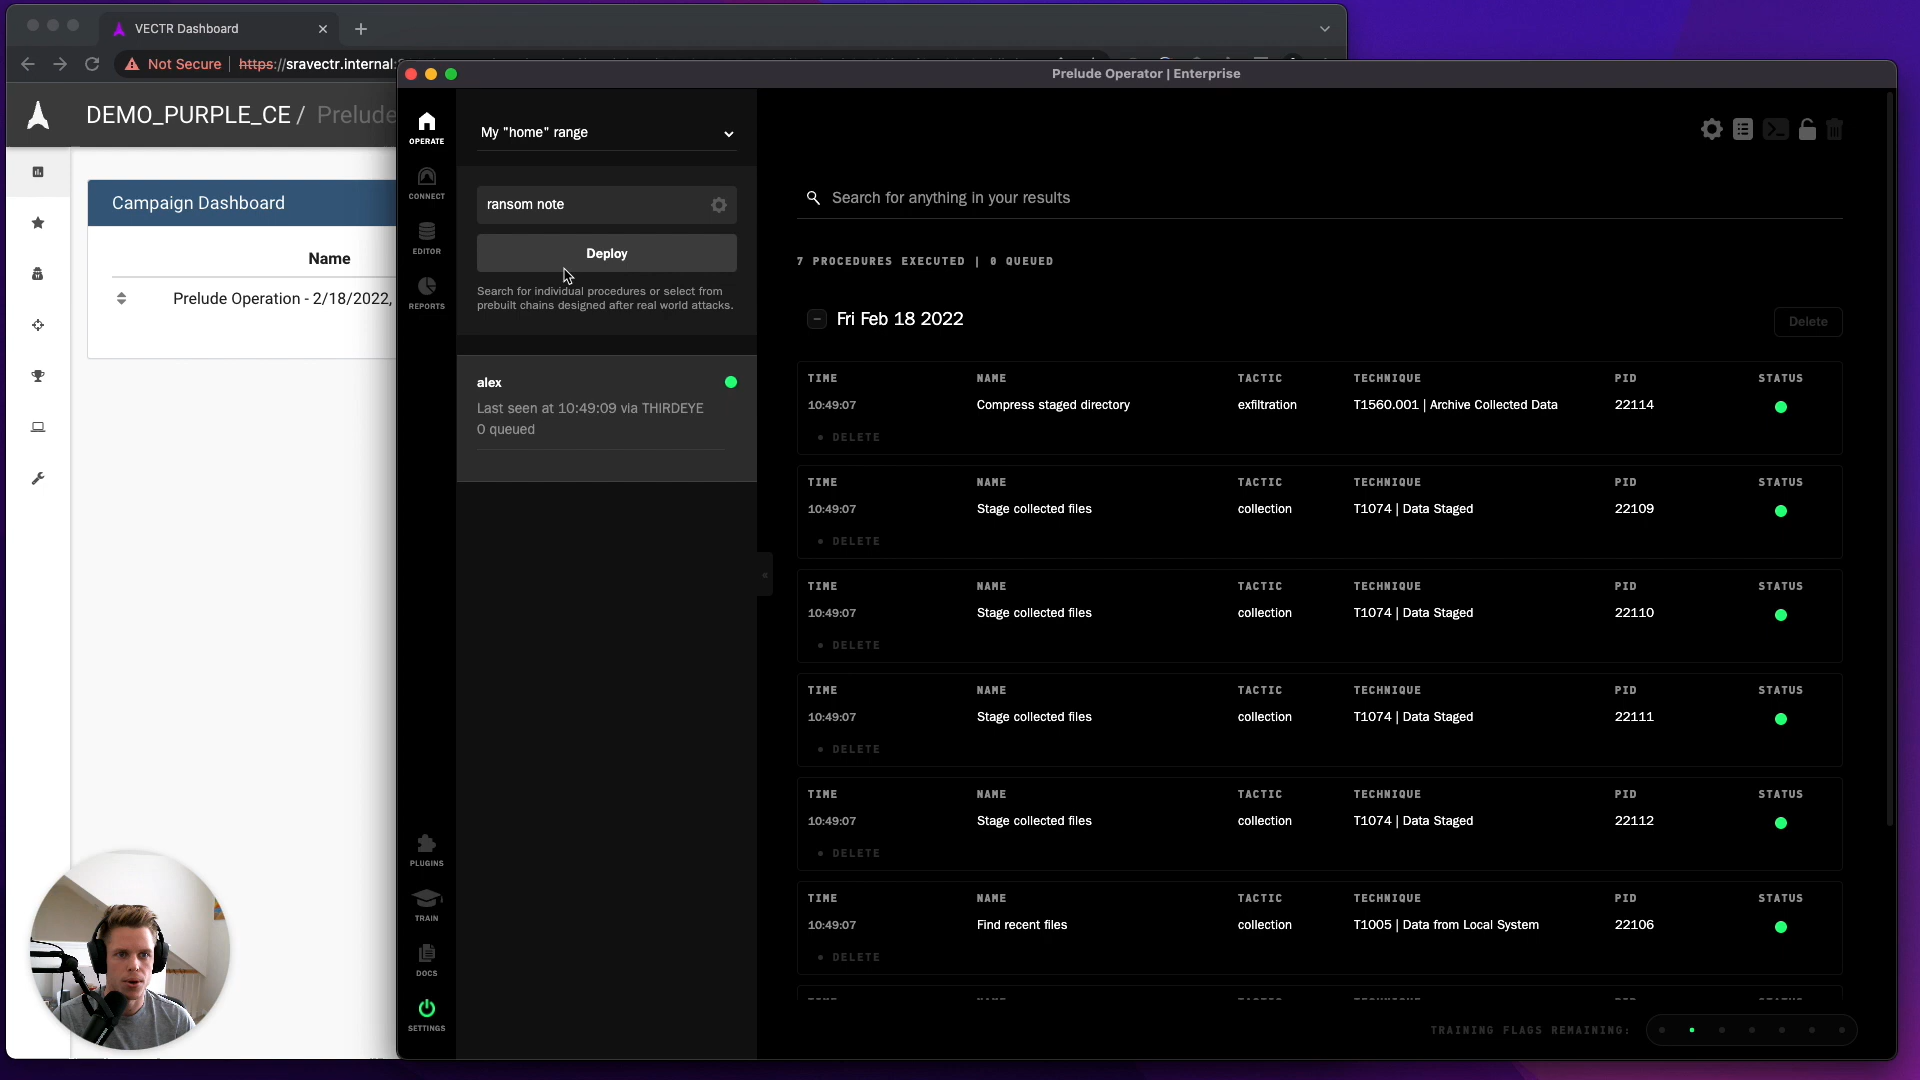 VECTR Dashboard
Not Secure | https://sravectr.internal:
DEMO_PURPLE_CE / Prelude
Campaign Dashboard
Name
Prelude Operation - 2/18/2022,
Prelude Operator | Enterprise
OPERATE
CONNECT
EDITOR
REPORTS
PLUGINS
TRAIN
DOCS
SETTINGS
My "home" range
ransom note
Deploy
Search for individual procedures or select from
prebuilt chains designed after real world attacks.
alex
Last seen at 10:49:09 via THIRDEYE
0 queued
Search for anything in your results
7 PROCEDURES EXECUTED | 0 QUEUED
Fri Feb 18 2022
Delete
TIME NAME TACTIC TECHNIQUE PID STATUS
10:49:07 Compress staged directory exfiltration T1560.001 | Archive Collected Data 22114
DELETE
TIME NAME TACTIC TECHNIQUE PID STATUS
10:49:07 Stage collected files collection T1074 | Data Staged 22109
DELETE
TIME NAME TACTIC TECHNIQUE PID STATUS
10:49:07 Stage collected files collection T1074 | Data Staged 22110
DELETE
TIME NAME TACTIC TECHNIQUE PID STATUS
10:49:07 Stage collected files collection T1074 | Data Staged 22111
DELETE
TIME NAME TACTIC TECHNIQUE PID STATUS
10:49:07 Stage collected files collection T1074 | Data Staged 22112
DELETE
TIME NAME TACTIC TECHNIQUE PID STATUS
10:49:07 Find recent files collection T1005 | Data from Local System 22106
DELETE
TRAINING FLAGS REMAINING: